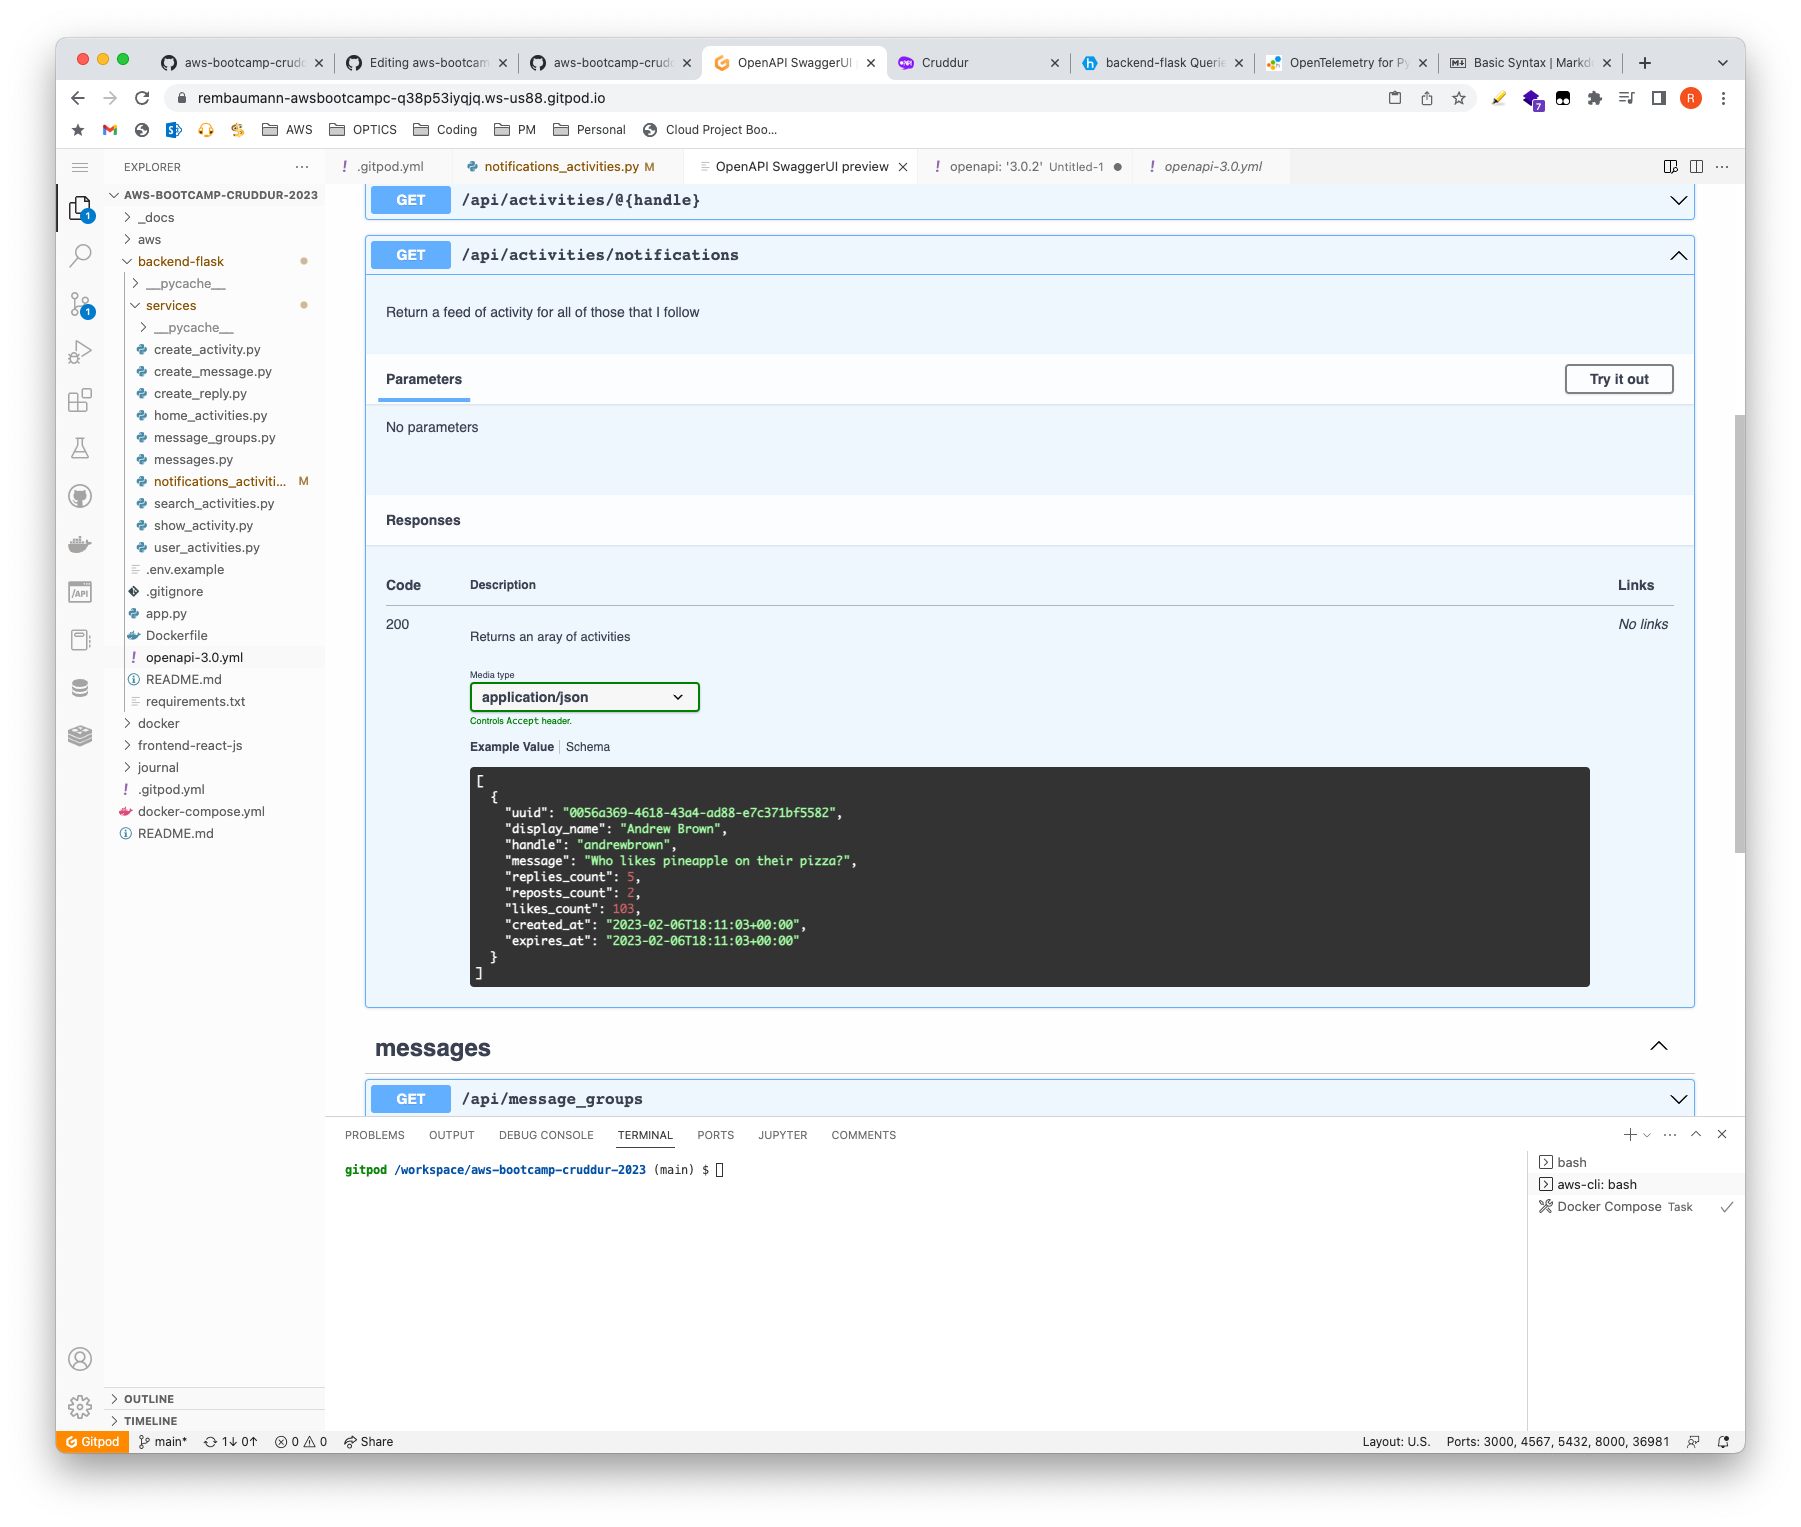 aws-bootcamp-crudd
Editing aws-bootcam
aws-bootcamp-crudd
OpenAPI SwaggerUI
Cruddur
backend-flask Querie
OpenTelemetry for Py
Basic Syntax | Markd
rembaumann-awsbootcampc-q38p53iyqjq.ws-us88.gitpod.io
7
R
AWS
OPTICS
Coding
PM
Personal
Cloud Project Boo...
EXPLORER
.gitpod.yml
notifications_activities.py M
OpenAPI SwaggerUI preview
openapi: '3.0.2' Untitled-1
openapi-3.0.yml
AWS-BOOTCAMP-CRUDDUR-2023
_docs
aws
backend-flask
__pycache__
services
__pycache__
create_activity.py
create_message.py
create_reply.py
home_activities.py
message_groups.py
messages.py
notifications_activiti... M
search_activities.py
show_activity.py
user_activities.py
.env.example
.gitignore
app.py
Dockerfile
openapi-3.0.yml
README.md
requirements.txt
docker
frontend-react-js
journal
.gitpod.yml
docker-compose.yml
README.md
OUTLINE
TIMELINE
1
1
/API
GET /api/activities/@{handle}
GET /api/activities/notifications
Return a feed of activity for all of those that I follow
Parameters
Try it out
No parameters
Responses
Code Description Links
200
Returns an aray of activities
No links
Media type
application/json
Controls Accept header.
Example Value | Schema
[
{
"uuid": "0056a369-4618-43a4-ad88-e7c371bf5582",
"display_name": "Andrew Brown",
"handle": "andrewbrown",
"message": "Who likes pineapple on their pizza?",
"replies_count": 5,
"reposts_count": 2,
"likes_count": 103,
"created_at": "2023-02-06T18:11:03+00:00",
"expires_at": "2023-02-06T18:11:03+00:00"
}
]
messages
GET /api/message_groups
PROBLEMS OUTPUT DEBUG CONSOLE TERMINAL PORTS JUPYTER COMMENTS
gitpod /workspace/aws-bootcamp-cruddur-2023 (main) $
bash
aws-cli: bash
Docker Compose Task
Gitpod main* 1↓ 0↑ 0 0 Share
Layout: U.S. Ports: 3000, 4567, 5432, 8000, 36981